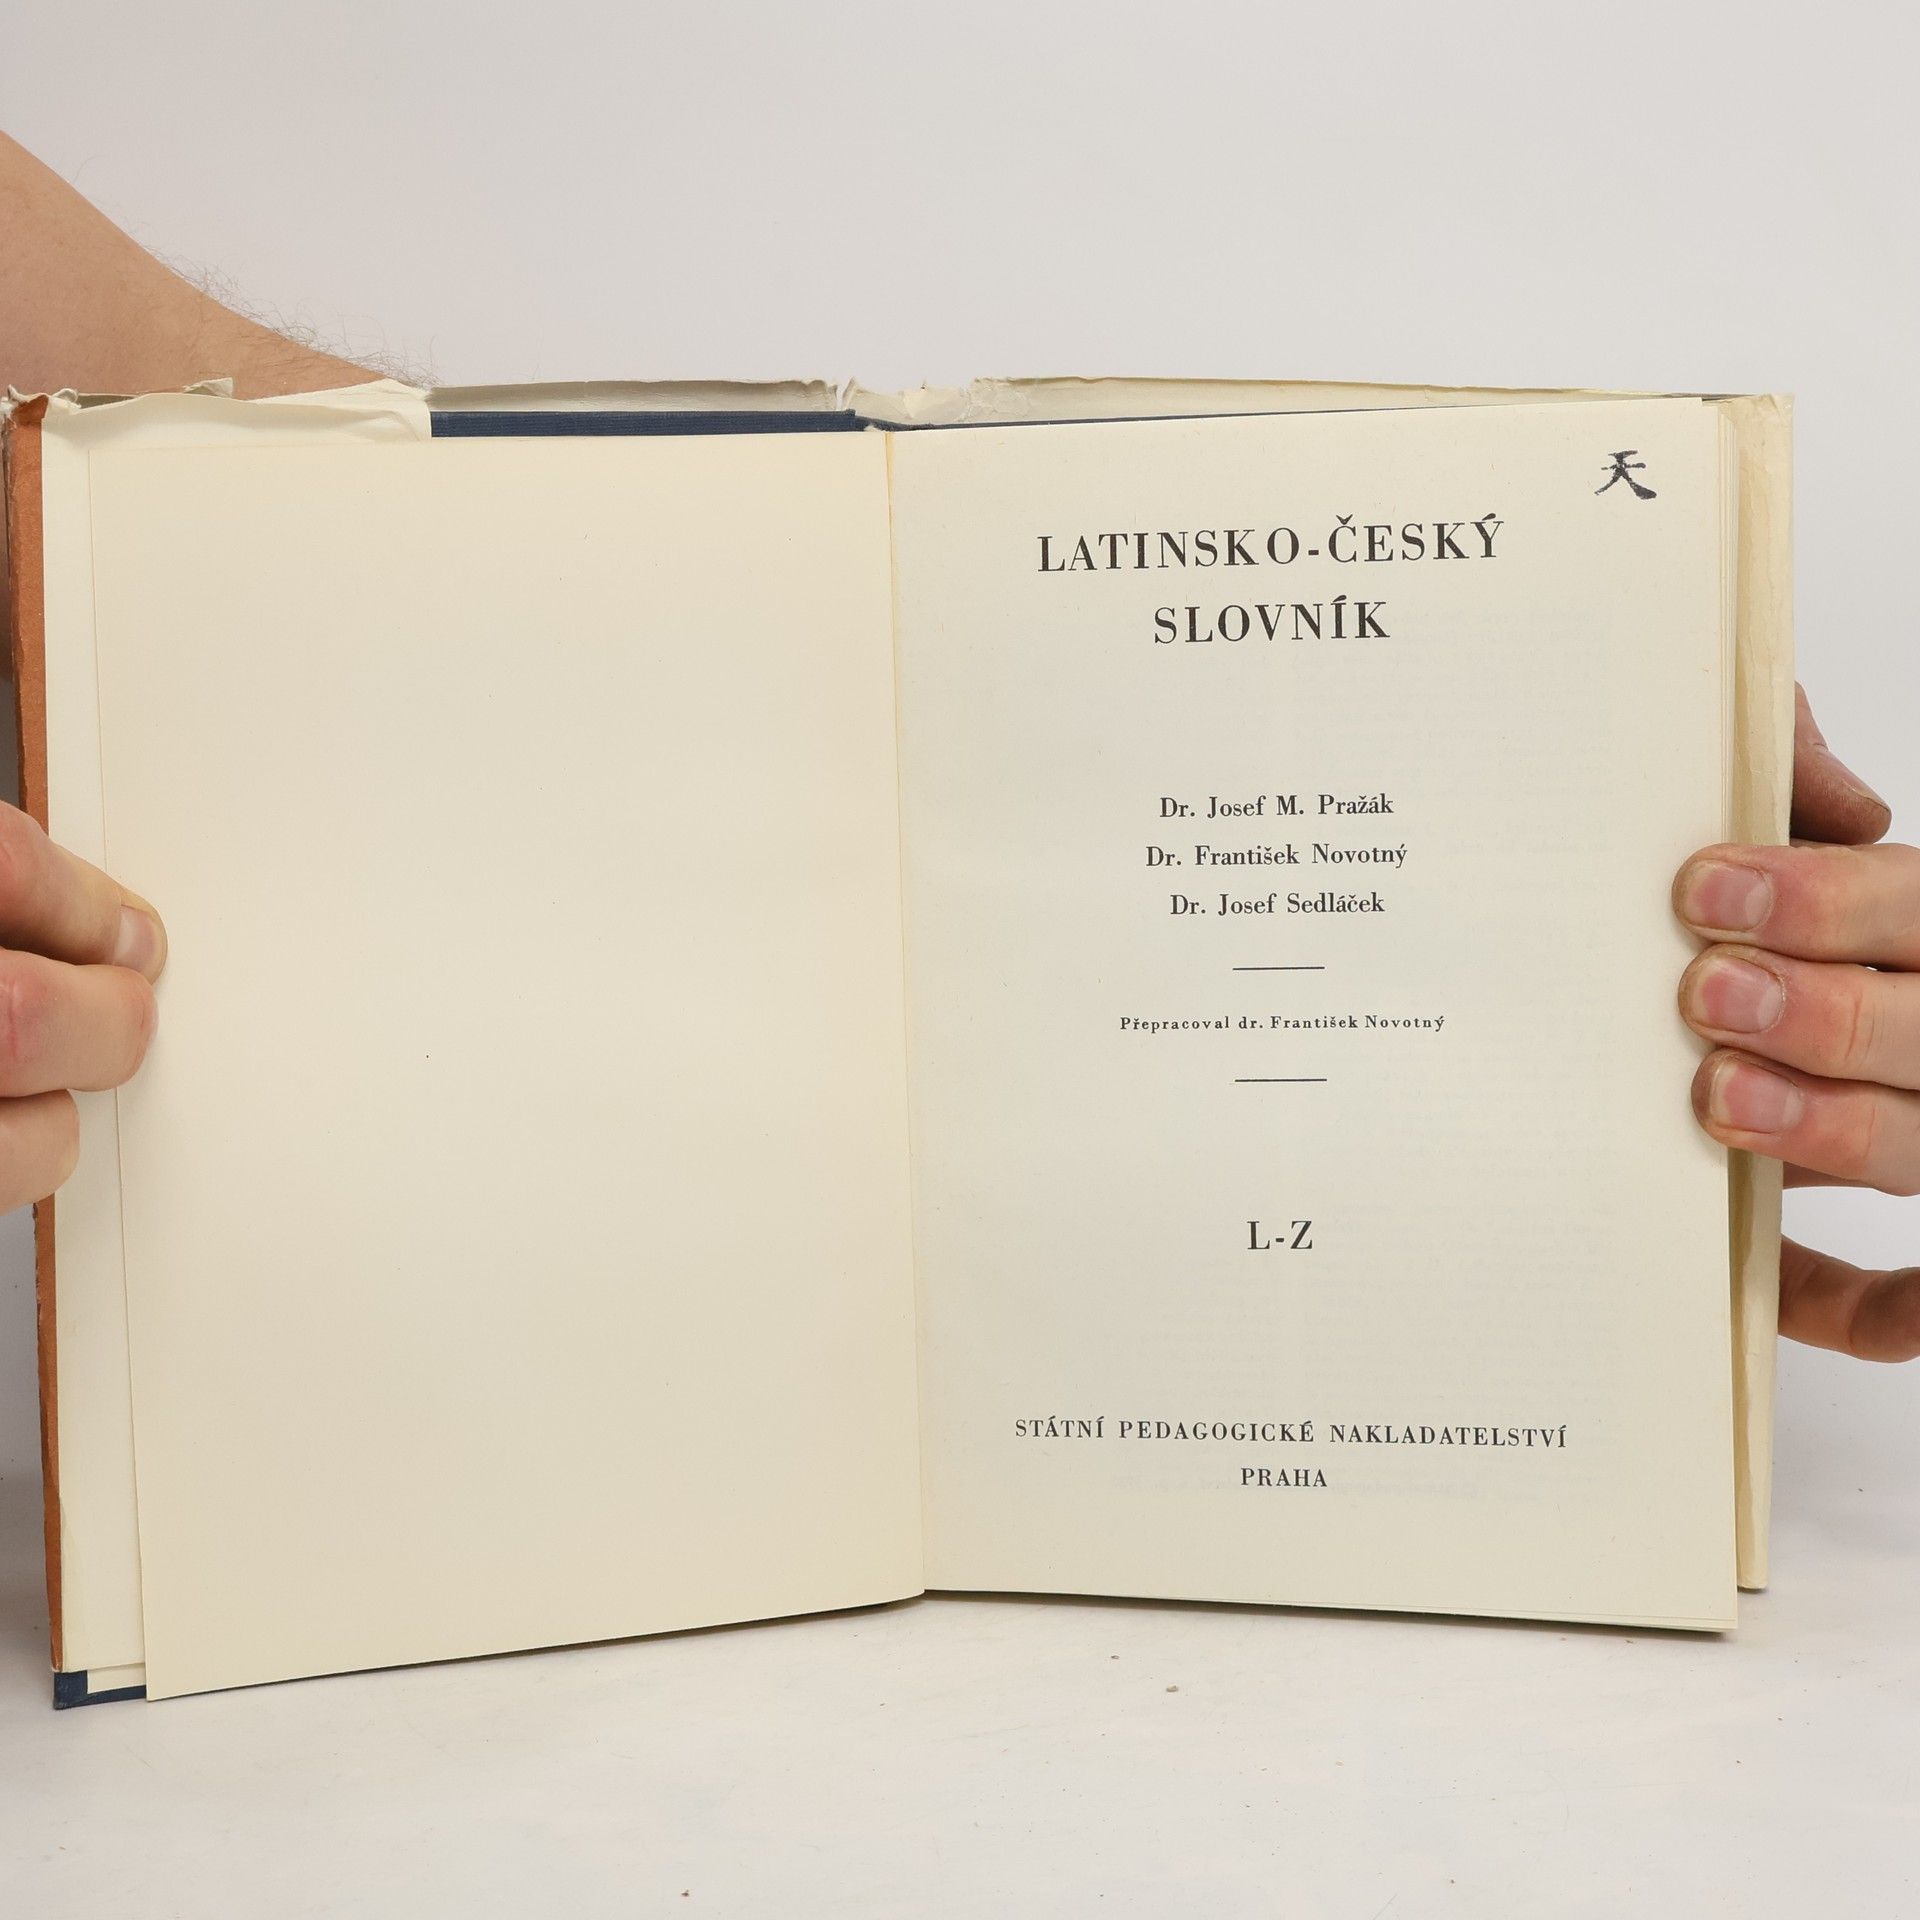 天
LATINSKO-ČESKÝ
SLOVNÍK
Dr. Josef M. Pražák
Dr. František Novotný
Dr. Josef Sedláček
Přepracoval dr. František Novotný
L-Z
STÁTNÍ PEDAGOGICKÉ NAKLADATELSTVÍ
PRAHA